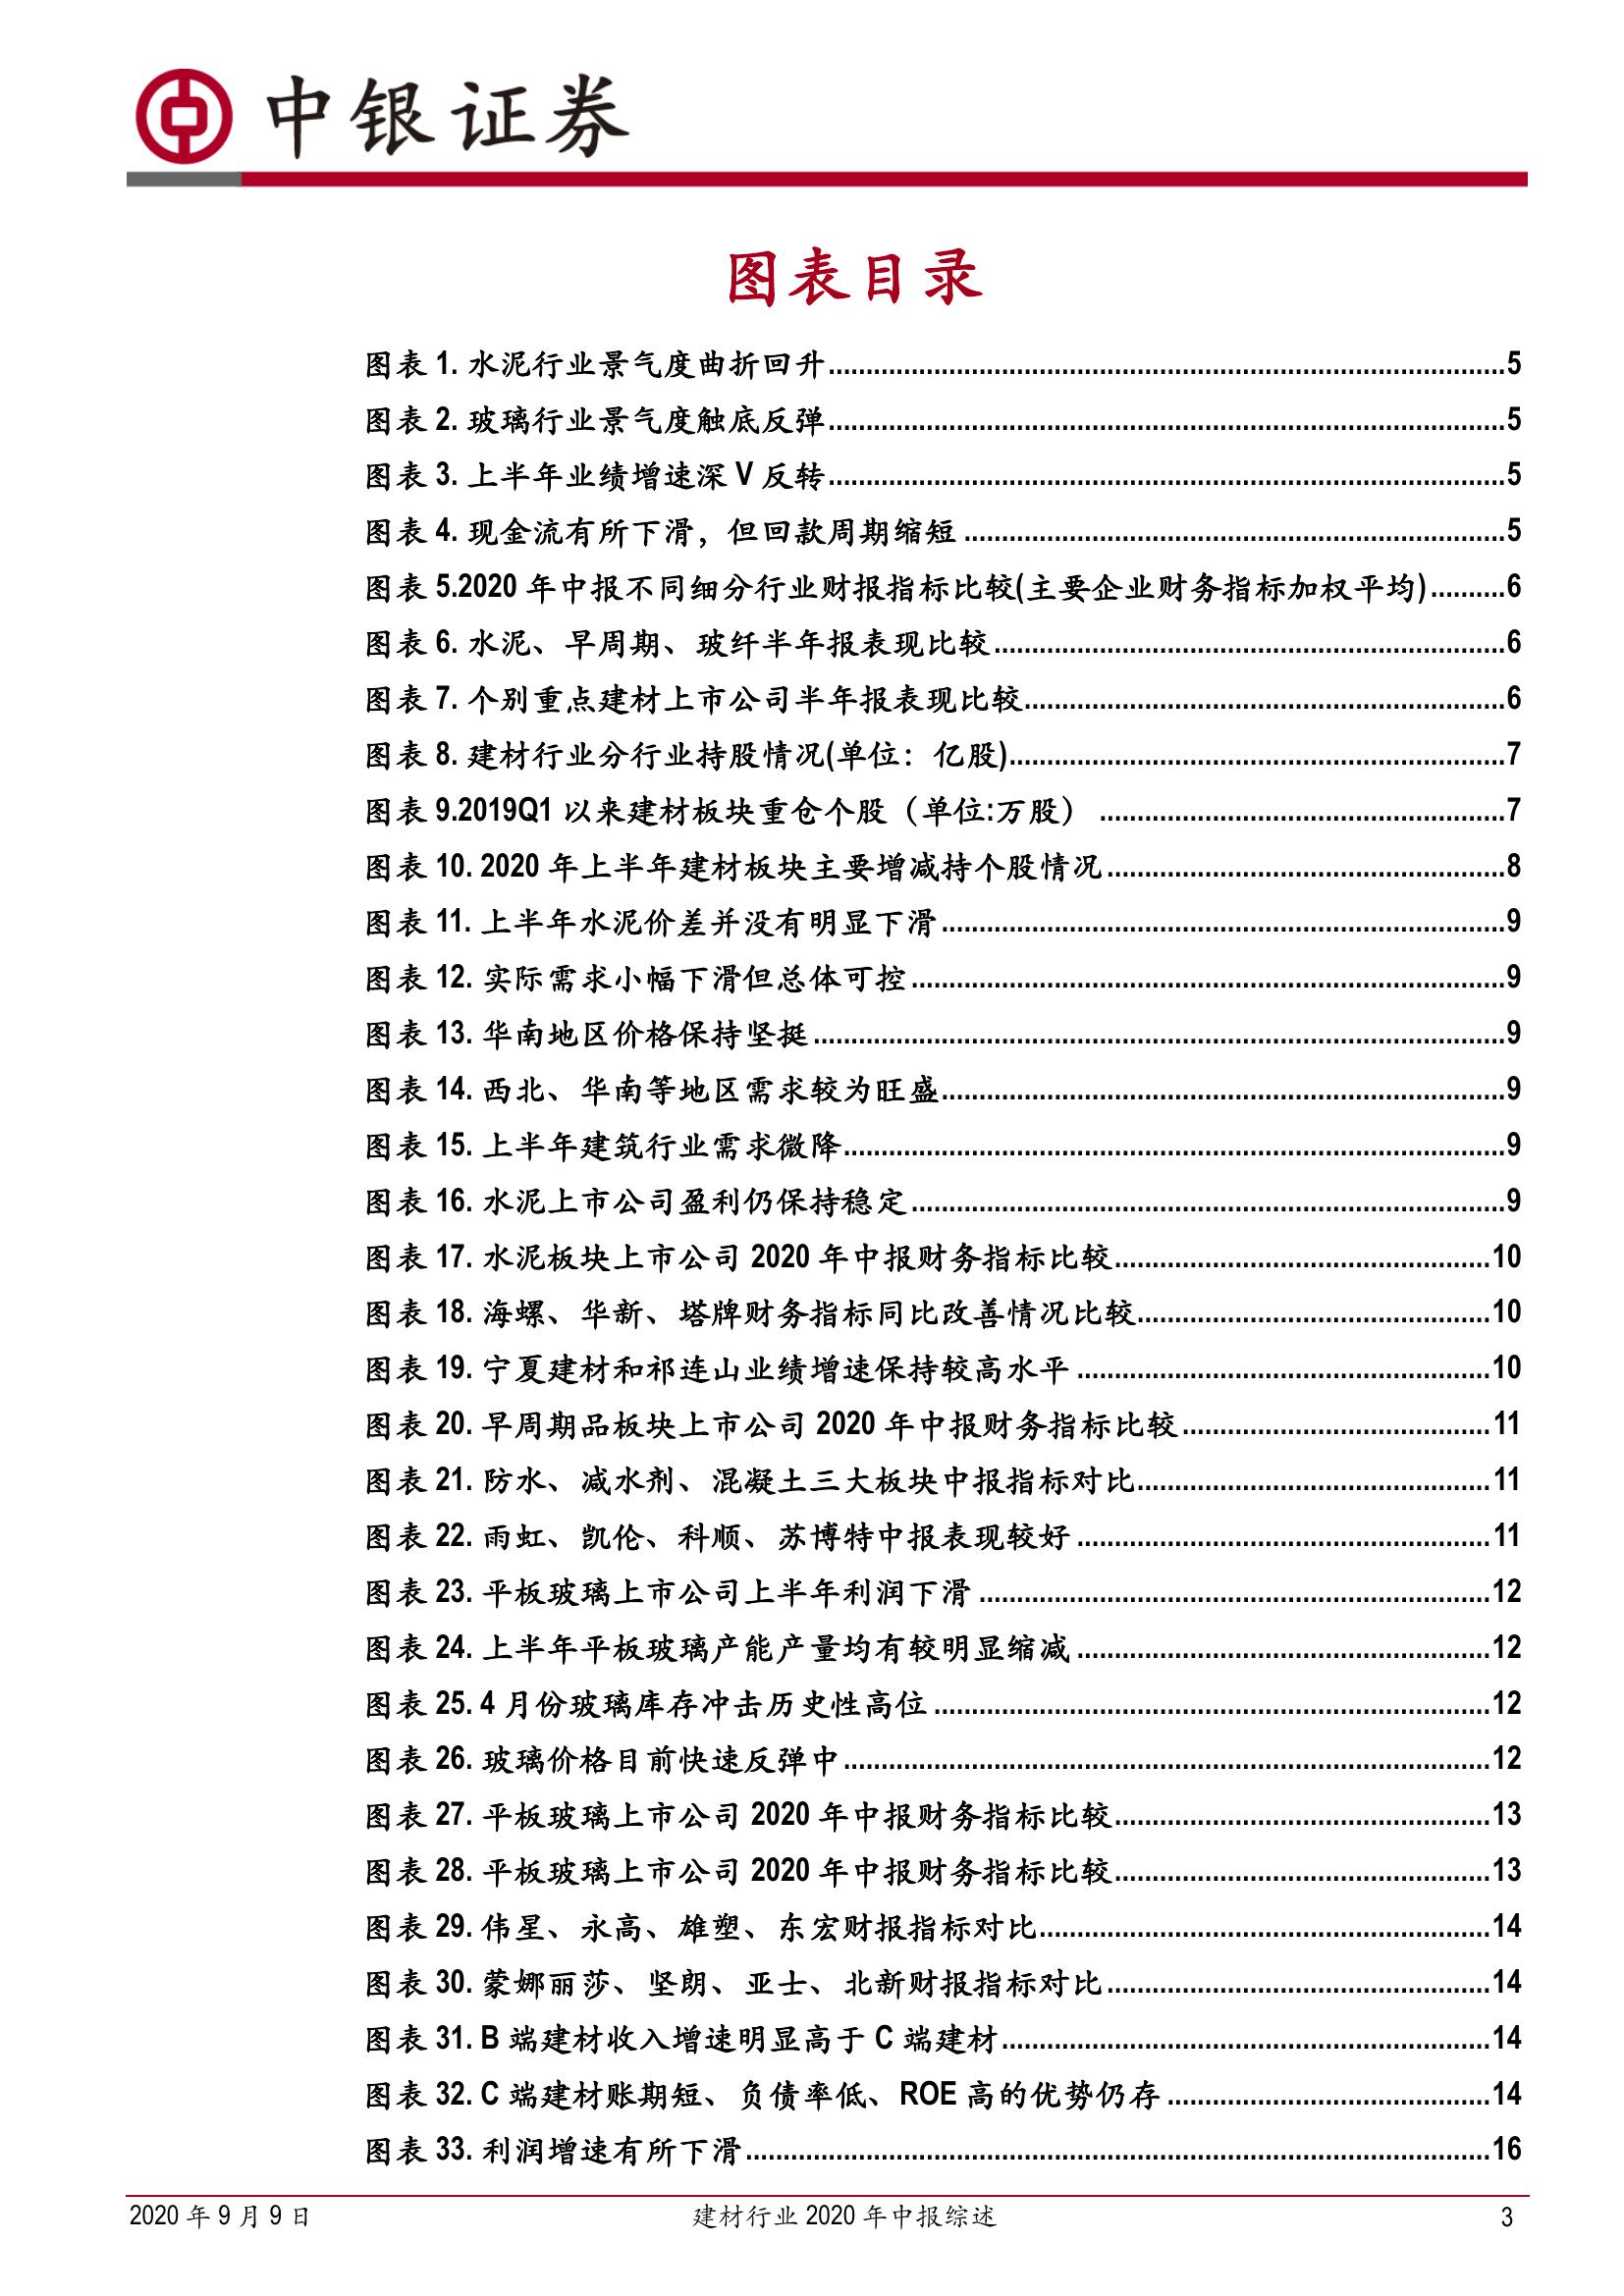 中银证券
图表目录
图表 1. 水泥行业景气度曲折回升..........5
图表 2. 玻璃行业景气度触底反弹..........5
图表 3. 上半年业绩增速深 V 反转..........5
图表 4. 现金流有所下滑，但回款周期缩短..........5
图表 5.2020 年中报不同细分行业财报指标比较(主要企业财务指标加权平均)..........6
图表 6. 水泥、早周期、玻纤半年报表现比较..........6
图表 7. 个别重点建材上市公司半年报表现比较..........6
图表 8. 建材行业分行业持股情况(单位：亿股)..........7
图表 9.2019Q1 以来建材板块重仓个股（单位:万股）..........7
图表 10. 2020 年上半年建材板块主要增减持个股情况..........8
图表 11. 上半年水泥价差并没有明显下滑..........9
图表 12. 实际需求小幅下滑但总体可控..........9
图表 13. 华南地区价格保持坚挺..........9
图表 14. 西北、华南等地区需求较为旺盛..........9
图表 15. 上半年建筑行业需求微降..........9
图表 16. 水泥上市公司盈利仍保持稳定..........9
图表 17. 水泥板块上市公司 2020 年中报财务指标比较..........10
图表 18. 海螺、华新、塔牌财务指标同比改善情况比较..........10
图表 19. 宁夏建材和祁连山业绩增速保持较高水平..........10
图表 20. 早周期品板块上市公司 2020 年中报财务指标比较..........11
图表 21. 防水、减水剂、混凝土三大板块中报指标对比..........11
图表 22. 雨虹、凯伦、科顺、苏博特中报表现较好..........11
图表 23. 平板玻璃上市公司上半年利润下滑..........12
图表 24. 上半年平板玻璃产能产量均有较明显缩减..........12
图表 25. 4 月份玻璃库存冲击历史性高位..........12
图表 26. 玻璃价格目前快速反弹中..........12
图表 27. 平板玻璃上市公司 2020 年中报财务指标比较..........13
图表 28. 平板玻璃上市公司 2020 年中报财务指标比较..........13
图表 29. 伟星、永高、雄塑、东宏财报指标对比..........14
图表 30. 蒙娜丽莎、坚朗、亚士、北新财报指标对比..........14
图表 31. B 端建材收入增速明显高于 C 端建材..........14
图表 32. C 端建材账期短、负债率低、ROE 高的优势仍存..........14
图表 33. 利润增速有所下滑..........16
2020 年 9 月 9 日 建材行业 2020 年中报综述 3